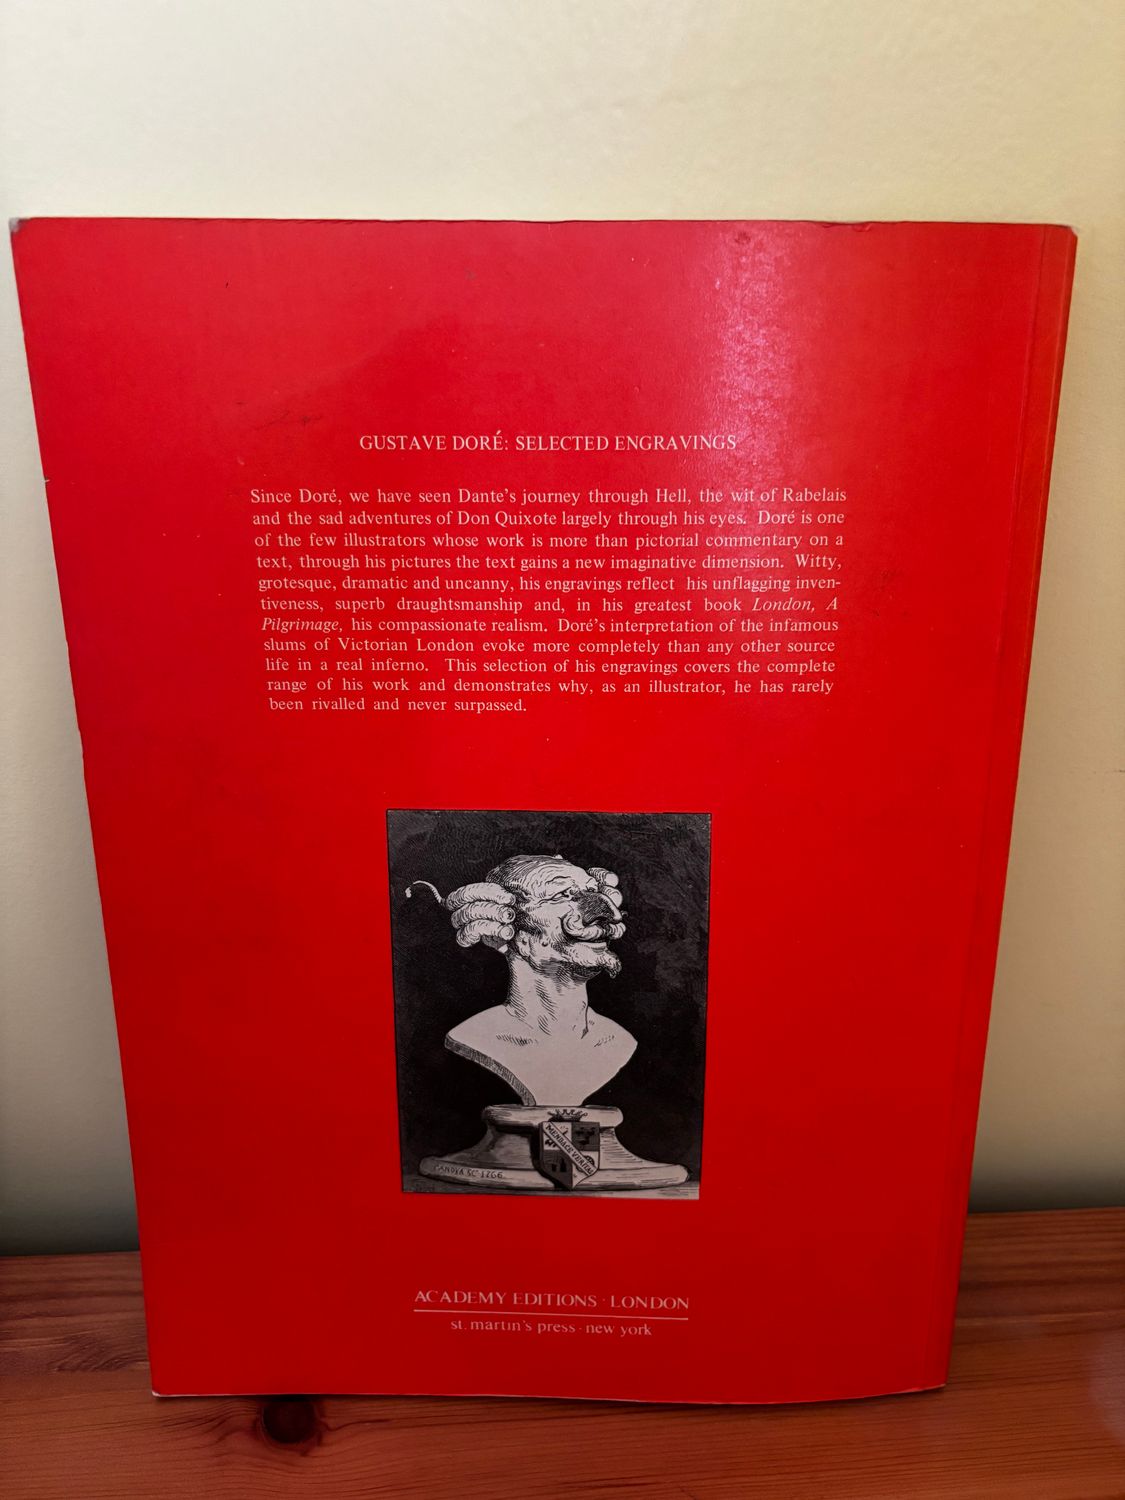 GUSTAVE DORÉ: SELECTED ENGRAVINGS
Since Doré, we have seen Dante's journey through Hell, the wit of Rabelais
and the sad adventures of Don Quixote largely through his eyes. Doré is one
of the few illustrators whose work is more than pictorial commentary on a
text, through his pictures the text gains a new imaginative dimension. Witty,
grotesque, dramatic and uncanny, his engravings reflect his unflagging inven-
tiveness, superb draughtsmanship and, in his greatest book London, A
Pilgrimage, his compassionate realism. Doré's interpretation of the infamous
slums of Victorian London evoke more completely than any other source
life in a real inferno. This selection of his engravings covers the complete
range of his work and demonstrates why, as an illustrator, he has rarely
been rivalled and never surpassed.
MENDACE VERITAS
CANOVA SC 1766
ACADEMY EDITIONS · LONDON
st. martin's press · new york